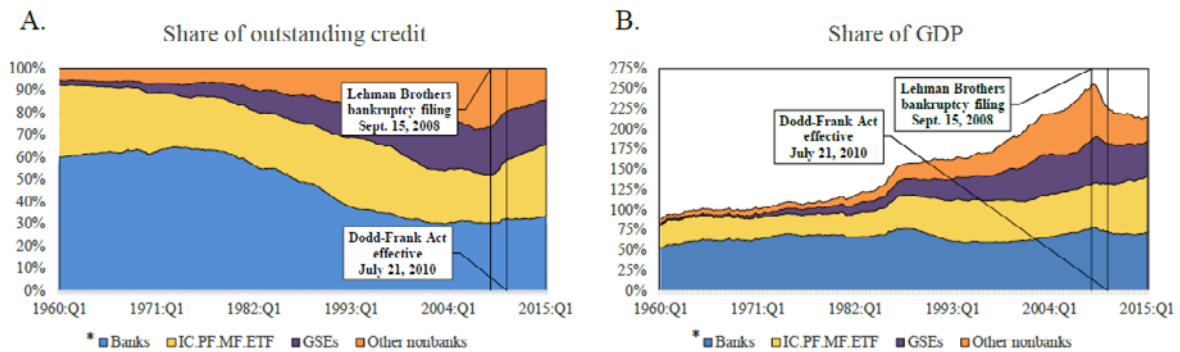 A.
Share of outstanding credit
100%
90%
80%
70%
60%
50%
40%
30%
20%
10%
0%
Lehman Brothers
bankruptcy filing
Sept. 15, 2008
Dodd-Frank Act
effective
July 21, 2010
1960:Q1 1971:Q1 1982:Q1 1993:Q1 2004:Q1 2015:Q1
* Banks IC.PF.MF.ETF GSEs Other nonbanks
B.
Share of GDP
275%
250%
225%
200%
175%
150%
125%
100%
75%
50%
25%
0%
Lehman Brothers
bankruptcy filing
Sept. 15, 2008
Dodd-Frank Act
effective
July 21, 2010
1960:Q1 1971:Q1 1982:Q1 1993:Q1 2004:Q1 2015:Q1
* Banks IC.PF.MF.ETF GSEs Other nonbanks